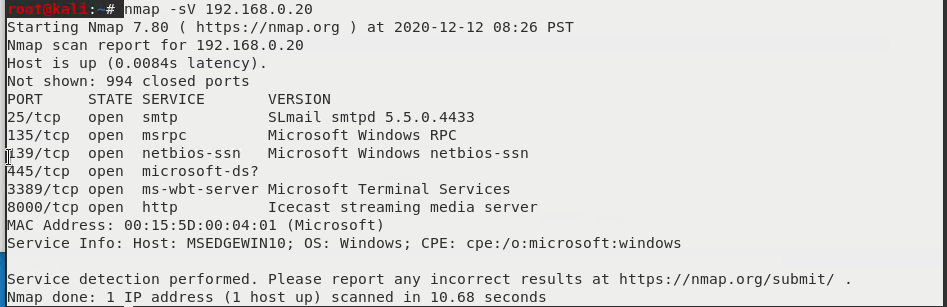 root@kali:~# nmap -sV 192.168.0.20
Starting Nmap 7.80 ( https://nmap.org ) at 2020-12-12 08:26 PST
Nmap scan report for 192.168.0.20
Host is up (0.0084s latency).
Not shown: 994 closed ports
PORT     STATE SERVICE       VERSION
25/tcp   open  smtp          SLmail smtpd 5.5.0.4433
135/tcp  open  msrpc         Microsoft Windows RPC
139/tcp  open  netbios-ssn   Microsoft Windows netbios-ssn
445/tcp  open  microsoft-ds?
3389/tcp open  ms-wbt-server Microsoft Terminal Services
8000/tcp open  http          Icecast streaming media server
MAC Address: 00:15:5D:00:04:01 (Microsoft)
Service Info: Host: MSEDGEWIN10; OS: Windows; CPE: cpe:/o:microsoft:windows
Service detection performed. Please report any incorrect results at https://nmap.org/submit/ .
Nmap done: 1 IP address (1 host up) scanned in 10.68 seconds